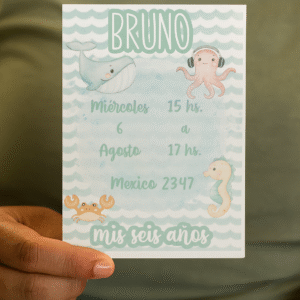 BRUNO
Miércoles 15 hs.
6 a
Agosto 17 hs.
Mexico 2347
mis seis años